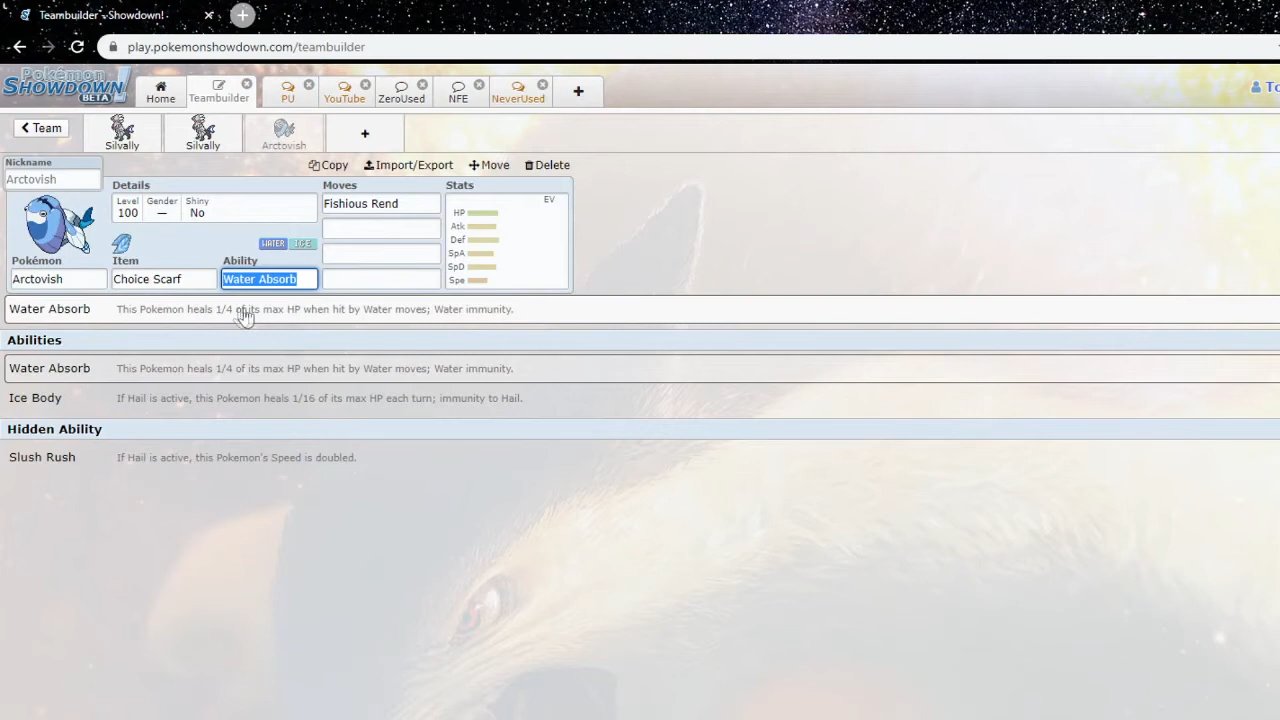 Teambuilder - Showdown!
play.pokemonshowdown.com/teambuilder
Pokémon
SHOWDOWN!
BETA
Home
Teambuilder
PU
YouTube
ZeroUsed
NFE
NeverUsed
To
Team
Silvally
Silvally
Arctovish
+
Nickname
Arctovish
Copy
Import/Export
Move
Delete
Details
Level
100
Gender
—
Shiny
No
Moves
Fishious Rend
Stats
EV
HP
Atk
Def
SpA
SpD
Spe
WATER
ICE
Pokémon
Arctovish
Item
Choice Scarf
Ability
Water Absorb
Water Absorb This Pokemon heals 1/4 of its max HP when hit by Water moves; Water immunity.
Abilities
Water Absorb This Pokemon heals 1/4 of its max HP when hit by Water moves; Water immunity.
Ice Body If Hail is active, this Pokemon heals 1/16 of its max HP each turn; immunity to Hail.
Hidden Ability
Slush Rush If Hail is active, this Pokemon's Speed is doubled.